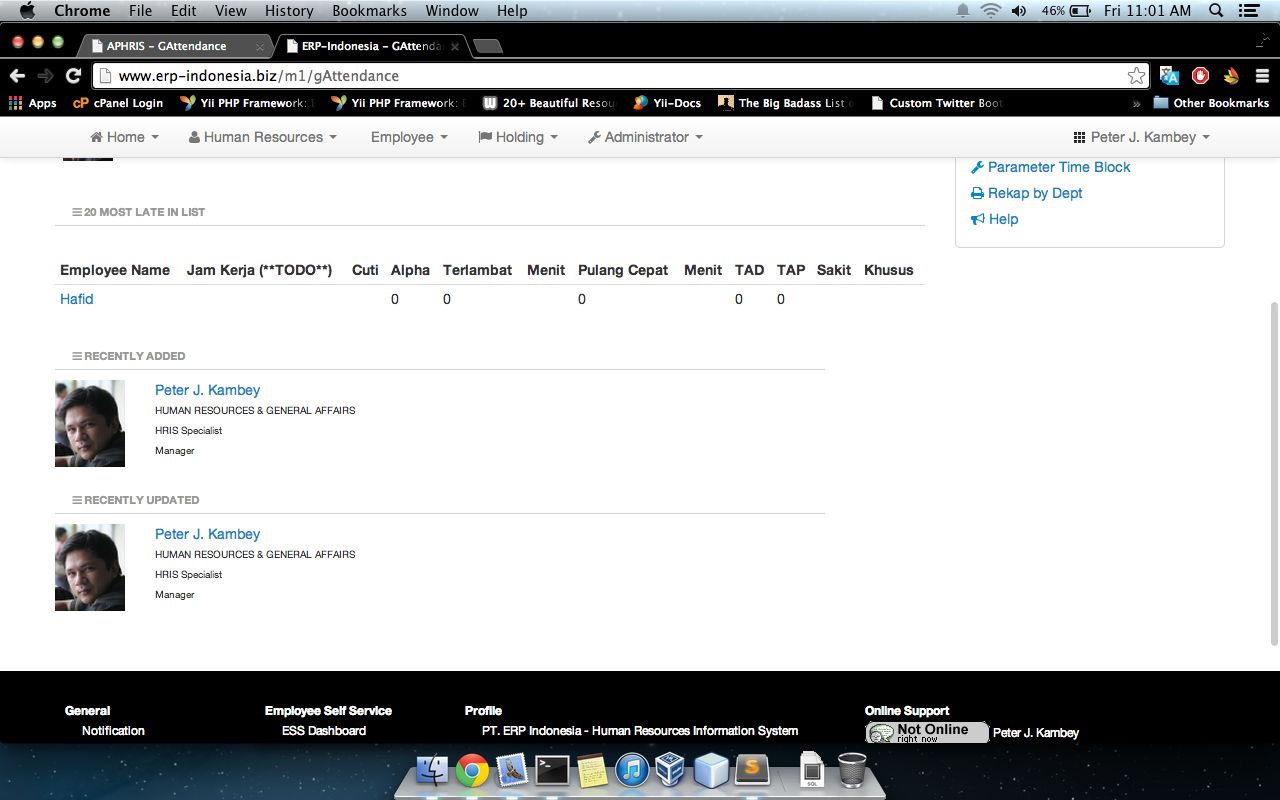 Chrome File Edit View History Bookmarks Window Help 46% Fri 11:01 AM
APHRIS – GAttendance ERP-Indonesia – GAttenda
www.erp-indonesia.biz/m1/gAttendance
Apps cPanel Login Yii PHP Framework: Yii PHP Framework: 20+ Beautiful Resou Yii-Docs The Big Badass List Custom Twitter Boot » Other Bookmarks
Home Human Resources Employee Holding Administrator Peter J. Kambey
Parameter Time Block
Rekap by Dept
Help
20 MOST LATE IN LIST
Employee Name Jam Kerja (**TODO**) Cuti Alpha Terlambat Menit Pulang Cepat Menit TAD TAP Sakit Khusus
Hafid 0 0 0 0 0
RECENTLY ADDED
Peter J. Kambey
HUMAN RESOURCES & GENERAL AFFAIRS
HRIS Specialist
Manager
RECENTLY UPDATED
Peter J. Kambey
HUMAN RESOURCES & GENERAL AFFAIRS
HRIS Specialist
Manager
General Employee Self Service Profile Online Support
Notification ESS Dashboard PT. ERP Indonesia - Human Resources Information System Not Online Peter J. Kambey
right now
SQL